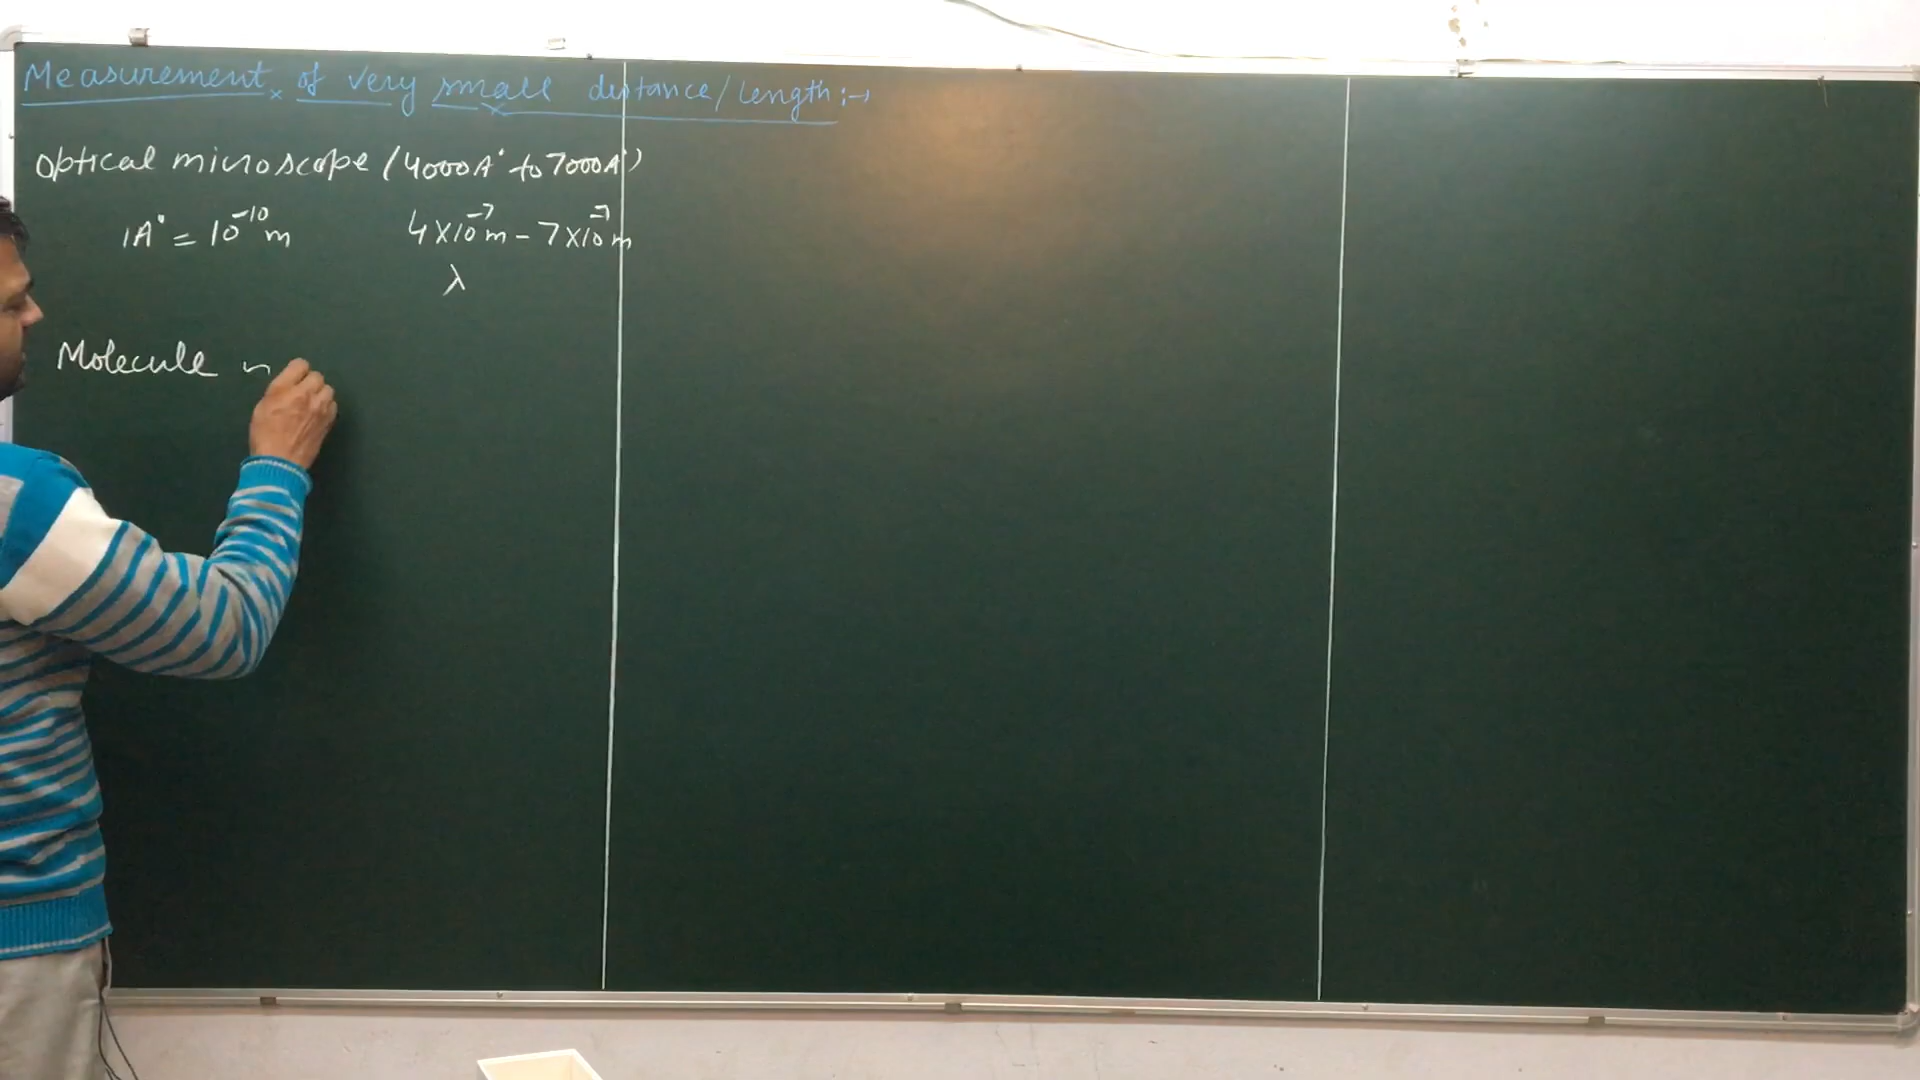 Measurement of very small distance/length:→
Optical microscope (4000A° to 7000A°)
1A° = 10⁻¹⁰ m 4×10⁻⁷m – 7×10⁻⁷m
λ
Molecule